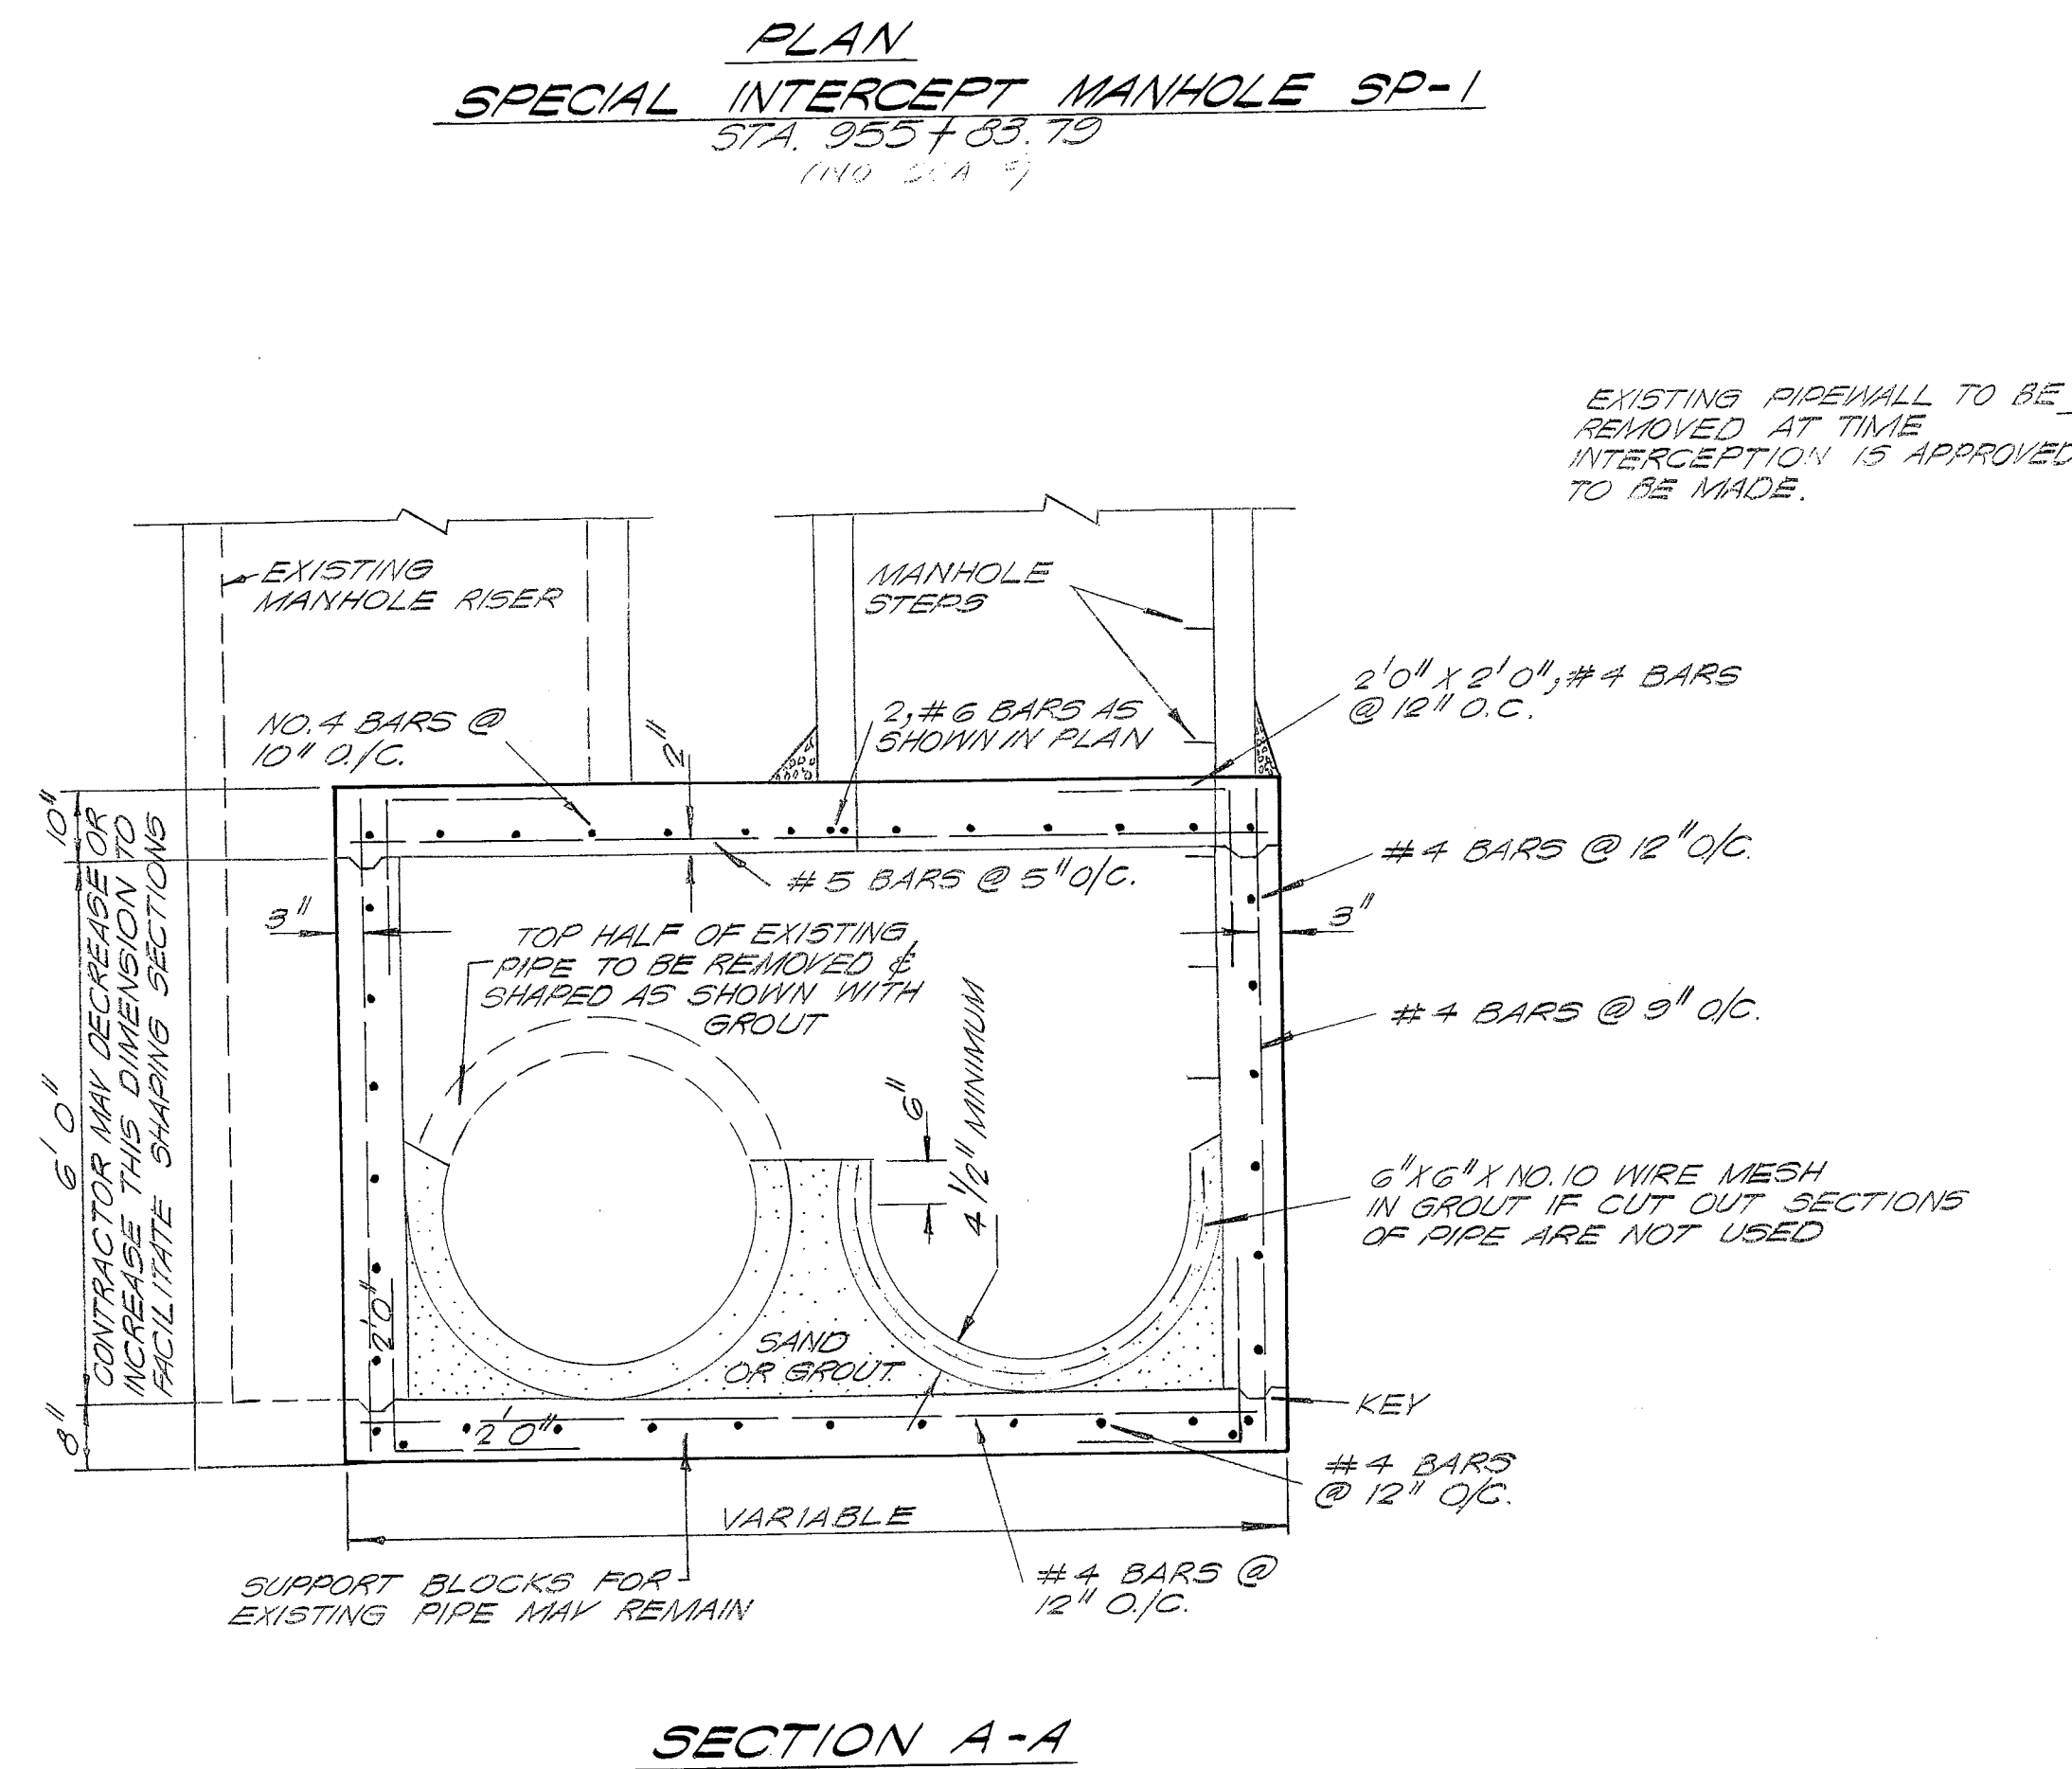 PLAN
SPECIAL INTERCEPT MANHOLE SP-1
STA. 955+83.79
(NO
EXISTING PIPEWALL TO BE
REMOVED AT TIME
INTERCEPTION IS APPROVED
TO BE MADE.
EXISTING
MANHOLE RISER
MANHOLE
STEPS
2'0" X 2'0", #4 BARS
@ 12" O.C.
NO. 4 BARS @
10" O./C.
2"
2, #6 BARS AS
SHOWN IN PLAN
10"
#4 BARS @ 12" O/C.
#5 BARS @ 5" O/C.
3"
3"
TOP HALF OF EXISTING
PIPE TO BE REMOVED &
SHAPED AS SHOWN WITH
GROUT
#4 BARS @ 9" O/C.
6'0"
CONTRACTOR MAY DECREASE OR
INCREASE THIS DIMENSION TO
FACILITATE SHAPING SECTIONS
6"
4 1/2" MINIMUM
6"X6"X NO. 10 WIRE MESH
IN GROUT IF CUT OUT SECTIONS
OF PIPE ARE NOT USED
2'0"
SAND
OR GROUT
KEY
8"
2'0"
#4 BARS
@ 12" O/C.
VARIABLE
SUPPORT BLOCKS FOR
EXISTING PIPE MAY REMAIN
#4 BARS @
12" O./C.
SECTION A-A